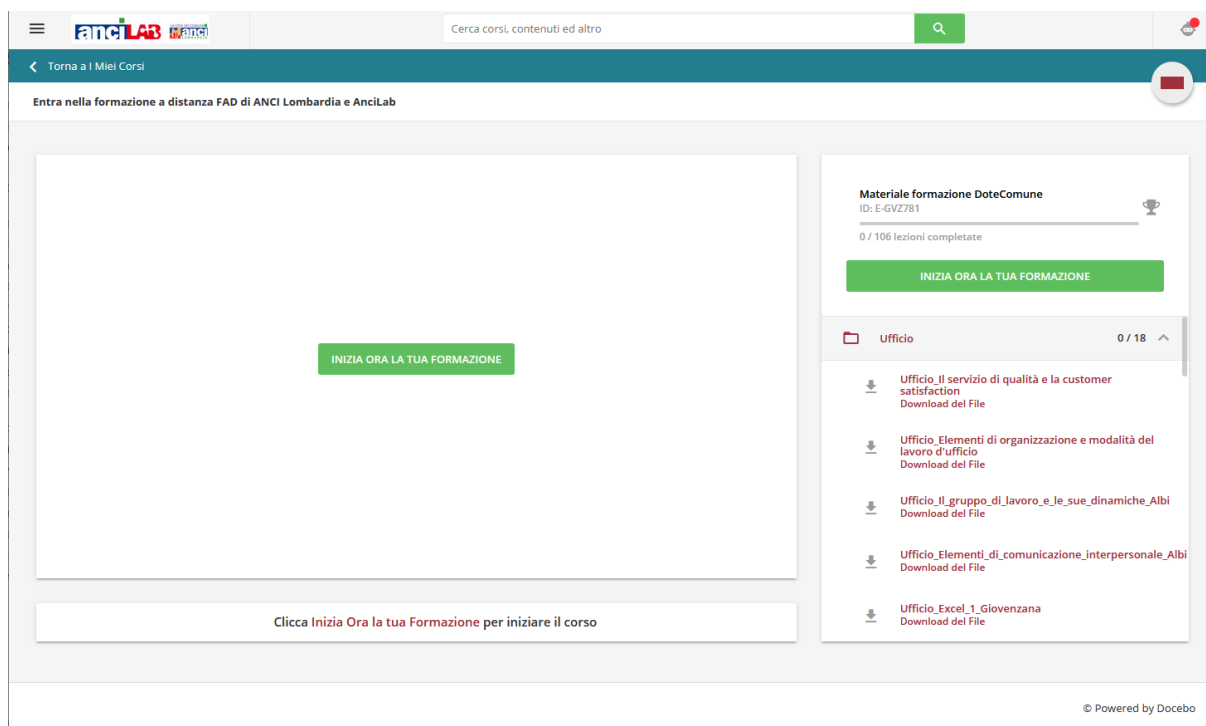 anciLAB anci
Cerca corsi, contenuti ed altro
Torna a I Miei Corsi
Entra nella formazione a distanza FAD di ANCI Lombardia e AnciLab
INIZIA ORA LA TUA FORMAZIONE
Clicca Inizia Ora la tua Formazione per iniziare il corso
Materiale formazione DoteComune
ID: E-GVZ781
0 / 106 lezioni completate
INIZIA ORA LA TUA FORMAZIONE
Ufficio 0 / 18
Ufficio_Il servizio di qualità e la customer
satisfaction
Download del File
Ufficio_Elementi di organizzazione e modalità del
lavoro d'ufficio
Download del File
Ufficio_Il_gruppo_di_lavoro_e_le_sue_dinamiche_Albi
Download del File
Ufficio_Elementi_di_comunicazione_interpersonale_Albi
Download del File
Ufficio_Excel_1_Giovenzana
Download del File
© Powered by Docebo